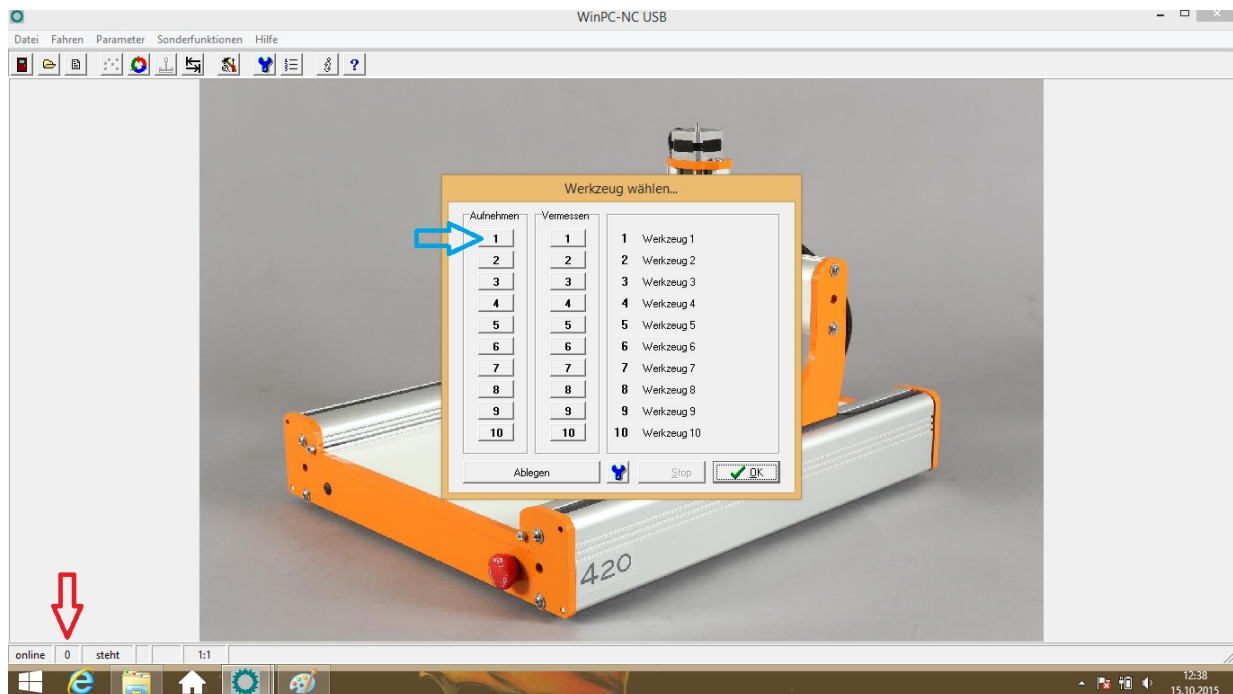 WinPC-NC USB
Datei Fahren Parameter Sonderfunktionen Hilfe
Werkzeug wählen...
Aufnehmen Vermessen
1 1 1 Werkzeug 1
2 2 2 Werkzeug 2
3 3 3 Werkzeug 3
4 4 4 Werkzeug 4
5 5 5 Werkzeug 5
6 6 6 Werkzeug 6
7 7 7 Werkzeug 7
8 8 8 Werkzeug 8
9 9 9 Werkzeug 9
10 10 10 Werkzeug 10
Ablegen Stop OK
420
online 0 steht 1:1
12:38
15.10.2015